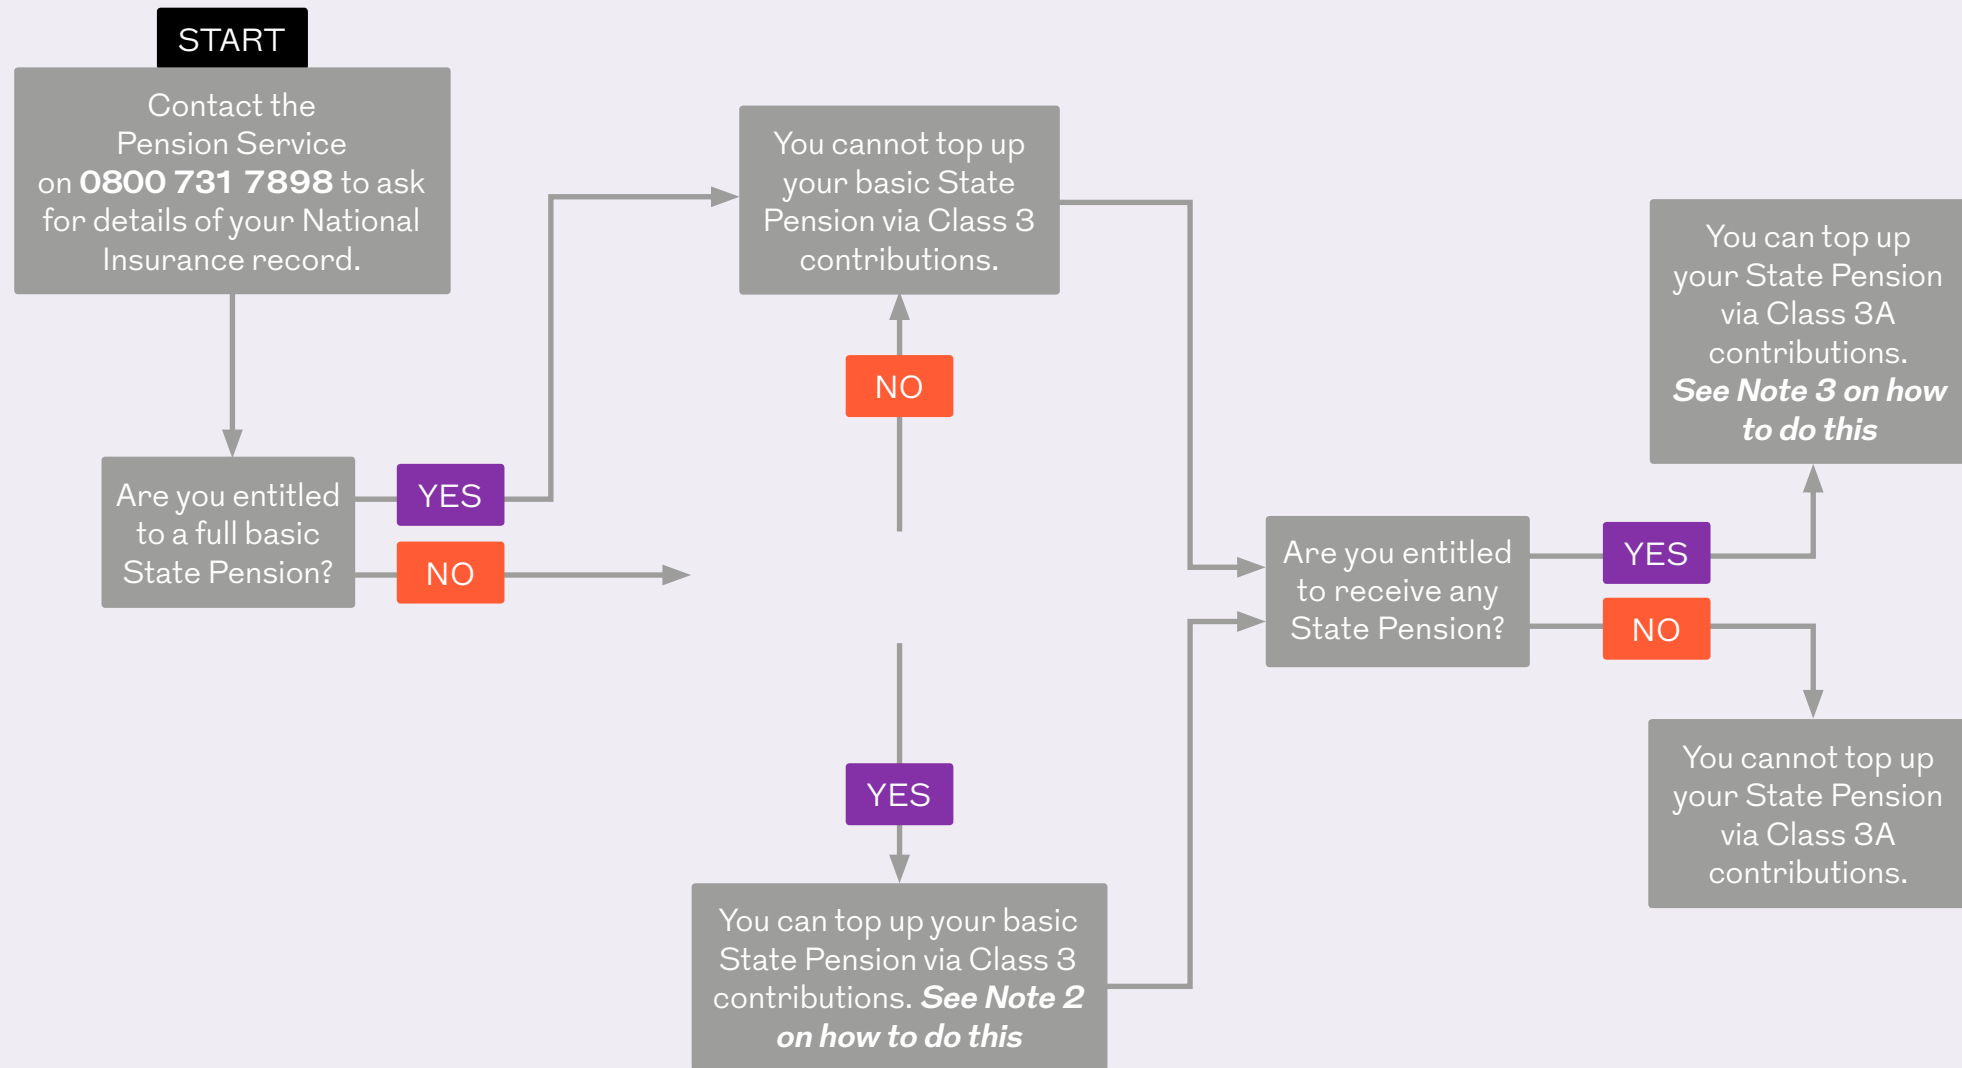 START
Contact the
Pension Service
on 0800 731 7898 to ask
for details of your National
Insurance record.
Are you entitled
to a full basic
State Pension?
YES
NO
You cannot top up
your basic State
Pension via Class 3
contributions.
NO
YES
You can top up your basic
State Pension via Class 3
contributions. See Note 2
on how to do this
Are you entitled
to receive any
State Pension?
YES
NO
You can top up
your State Pension
via Class 3A
contributions.
See Note 3 on how
to do this
You cannot top up
your State Pension
via Class 3A
contributions.